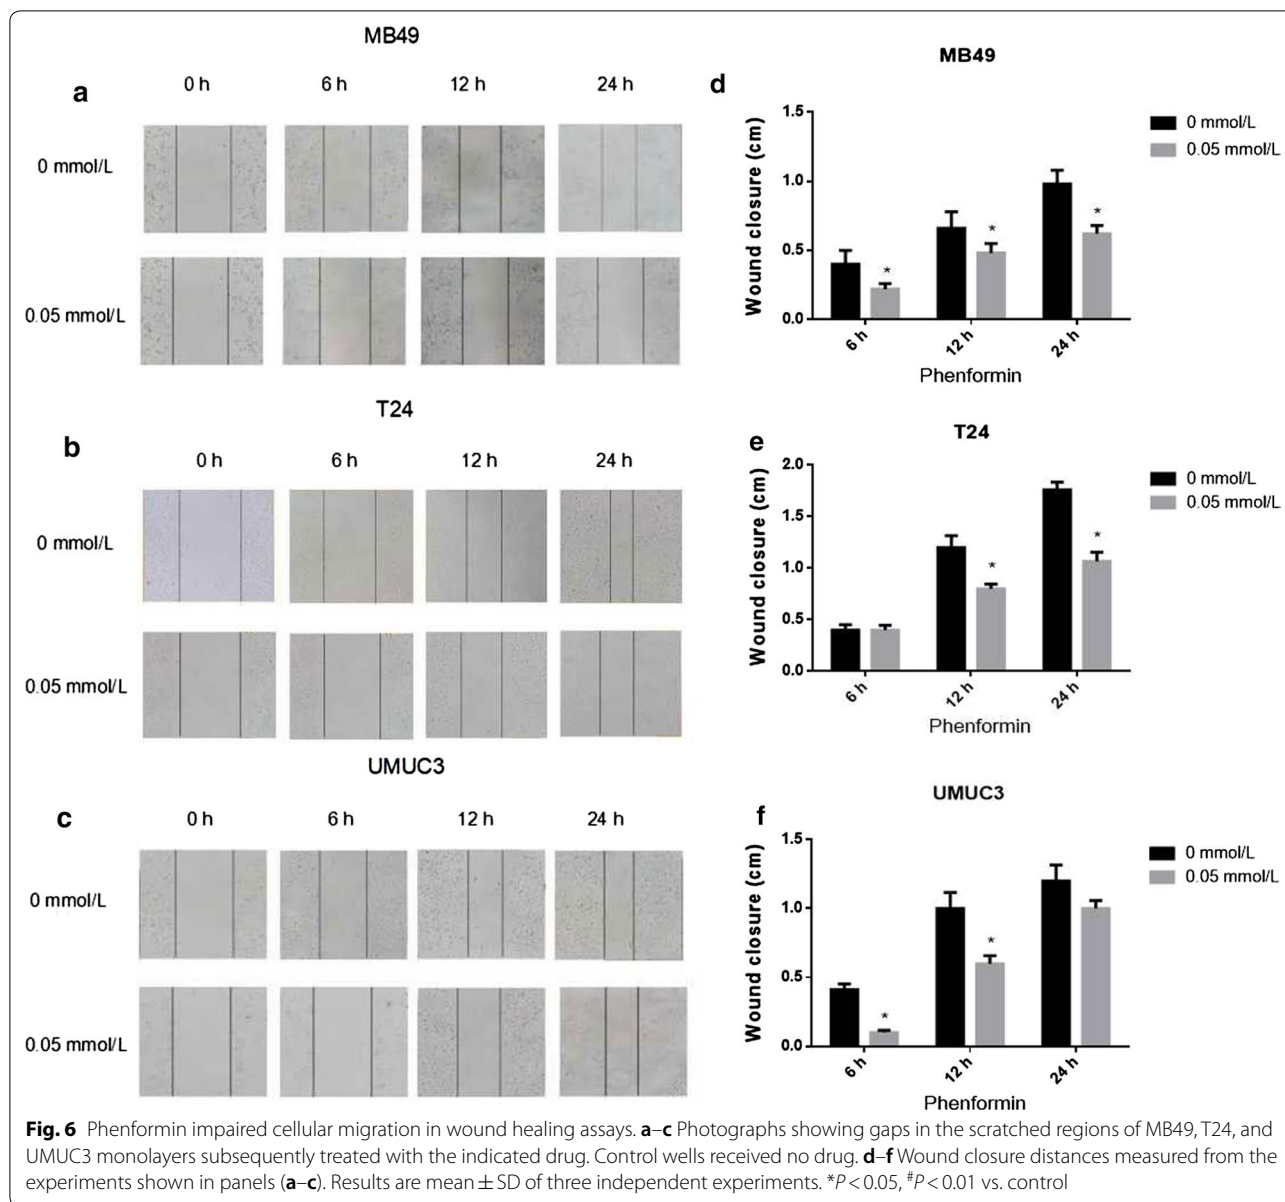 MB49
a
0 h 6 h 12 h 24 h
0 mmol/L
0.05 mmol/L
T24
b
0 h 6 h 12 h 24 h
0 mmol/L
0.05 mmol/L
UMUC3
c
0 h 6 h 12 h 24 h
0 mmol/L
0.05 mmol/L
d
MB49
Wound closure (cm)
1.5
1.0
0.5
0.0
* * *
6 h 12 h 24 h
Phenformin
0 mmol/L
0.05 mmol/L
e
T24
Wound closure (cm)
2.0
1.5
1.0
0.5
0.0
* *
6 h 12 h 24 h
Phenformin
0 mmol/L
0.05 mmol/L
f
UMUC3
Wound closure (cm)
1.5
1.0
0.5
0.0
* *
6 h 12 h 24 h
Phenformin
0 mmol/L
0.05 mmol/L
Fig. 6 Phenformin impaired cellular migration in wound healing assays. a–c Photographs showing gaps in the scratched regions of MB49, T24, and
UMUC3 monolayers subsequently treated with the indicated drug. Control wells received no drug. d–f Wound closure distances measured from the
experiments shown in panels (a–c). Results are mean ± SD of three independent experiments. *P < 0.05, #P < 0.01 vs. control